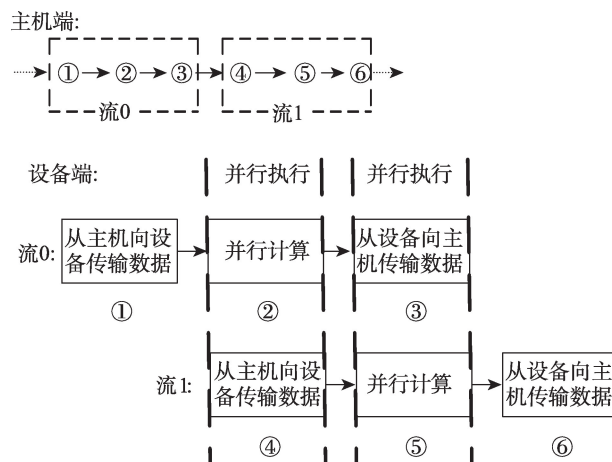 主机端:
① ② ③ ④ ⑤ ⑥
流0 流1
设备端: 并行执行 并行执行
流0:
从主机向设
备传输数据
并行计算
从设备向主
机传输数据
① ② ③
流1:
从主机向设
备传输数据
并行计算
从设备向主
机传输数据
④ ⑤ ⑥